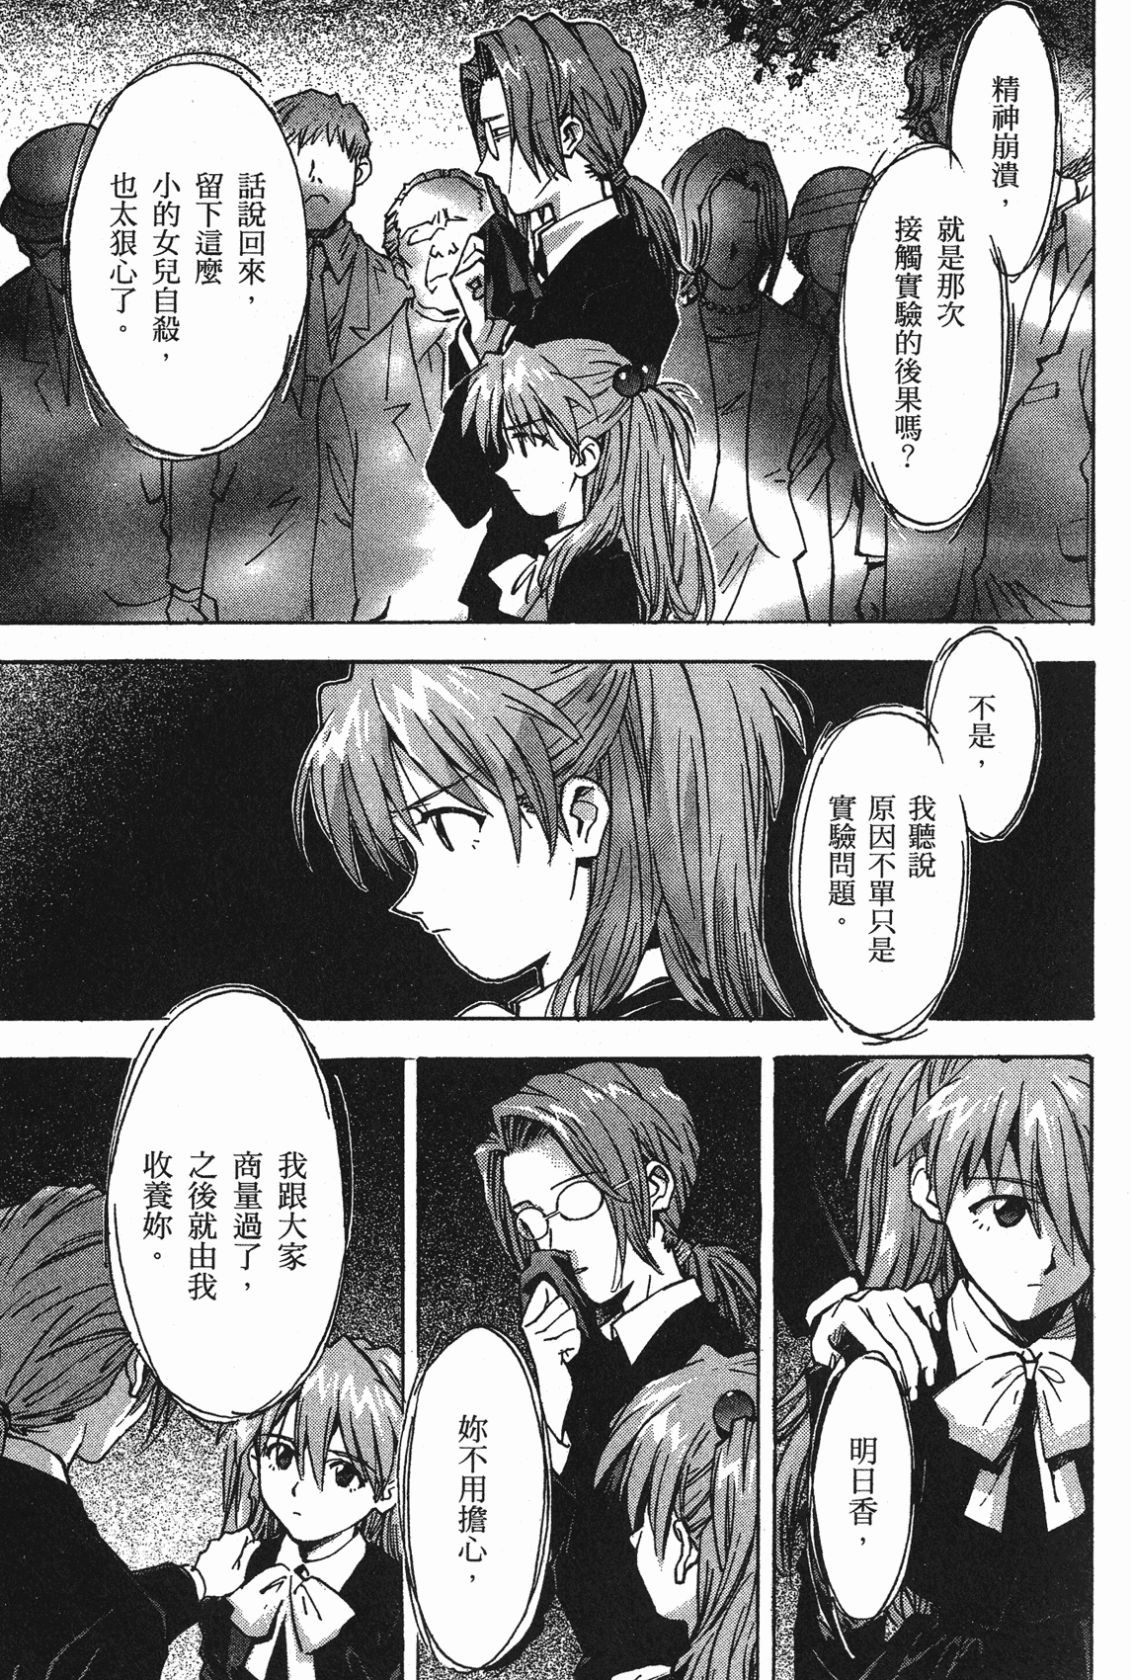 精神崩潰，
就是那次
接觸實驗的後果嗎？
話說回來，
留下這麼
小的女兒自殺，
也太狠心了。
不是，
我聽說
原因不單只是
實驗問題。
明日香，
妳不用擔心，
我跟大家
商量過了，
之後就由我
收養妳。